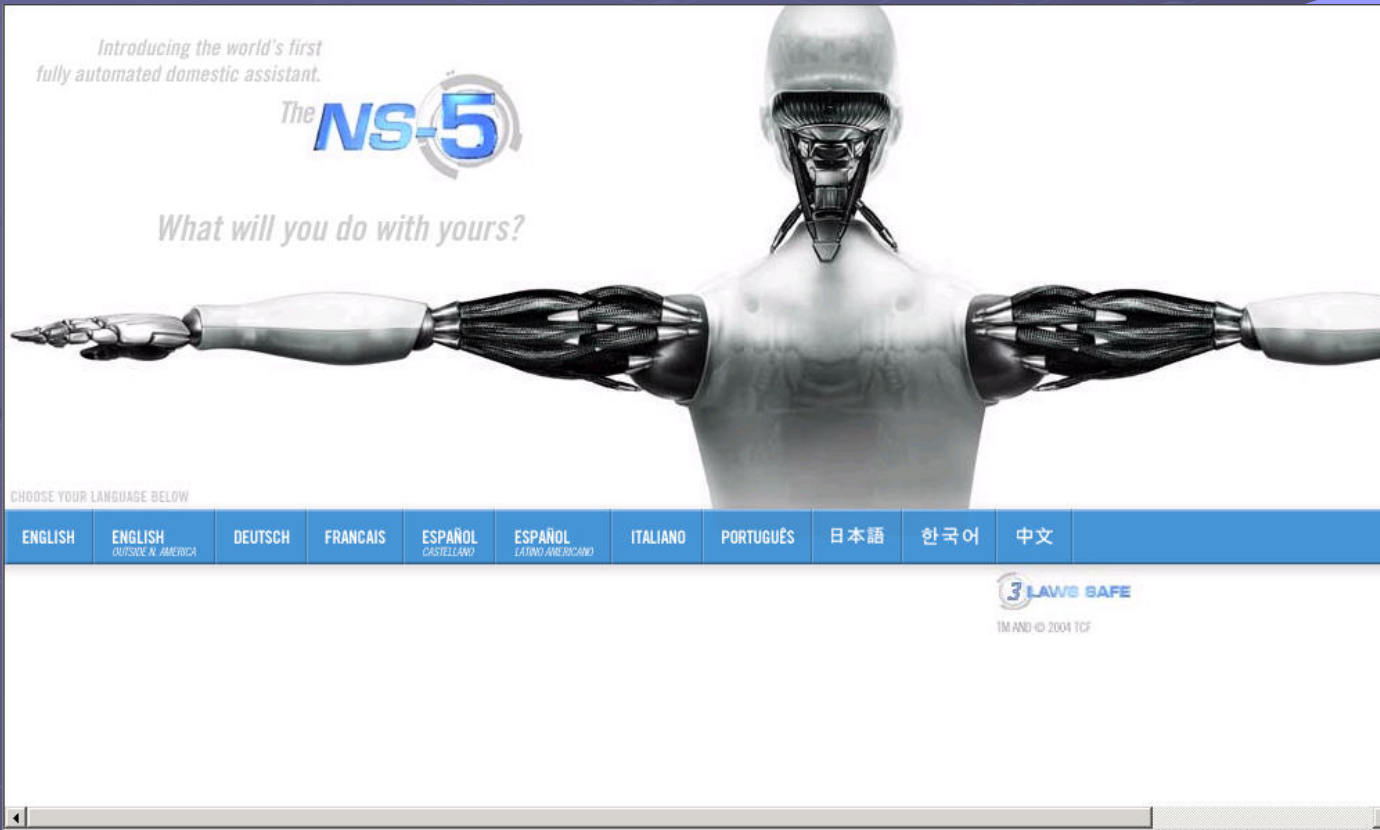 Introducing the world's first
fully automated domestic assistant.
The NS-5
What will you do with yours?
CHOOSE YOUR LANGUAGE BELOW
ENGLISH
ENGLISH
OUTSIDE N. AMERICA
DEUTSCH
FRANCAIS
ESPAÑOL
CASTELLANO
ESPAÑOL
LATINO AMERICANO
ITALIANO
PORTUGUÊS
日本語
한국어
中文
3 LAWS SAFE
TM AND © 2004 TCF